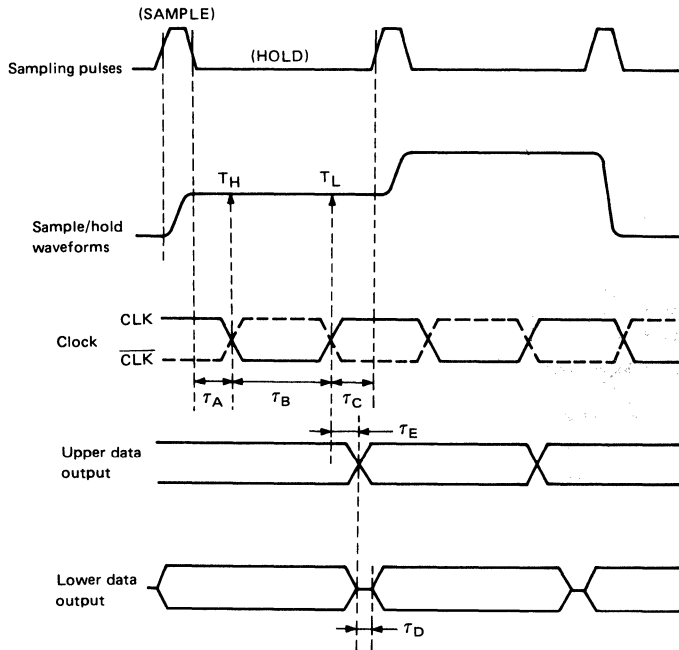 (SAMPLE)
Sampling pulses
(HOLD)
T_H
T_L
Sample/hold
waveforms
CLK
Clock
C̅L̅K̅
τ_A
τ_B
τ_C
τ_E
Upper data
output
Lower data
output
τ_D